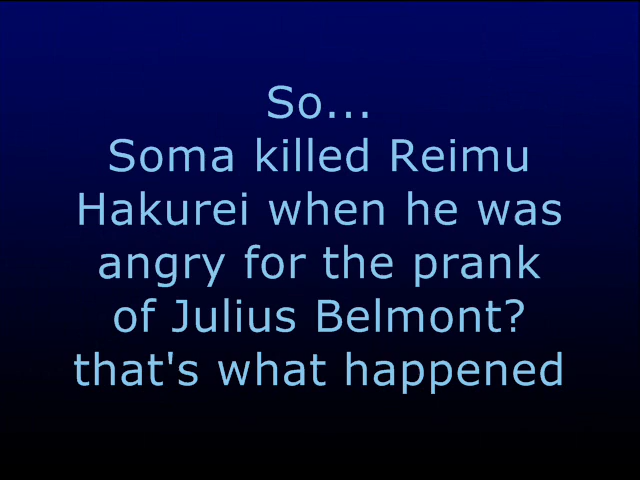 So...
Soma killed Reimu
Hakurei when he was
angry for the prank
of Julius Belmont?
that's what happened